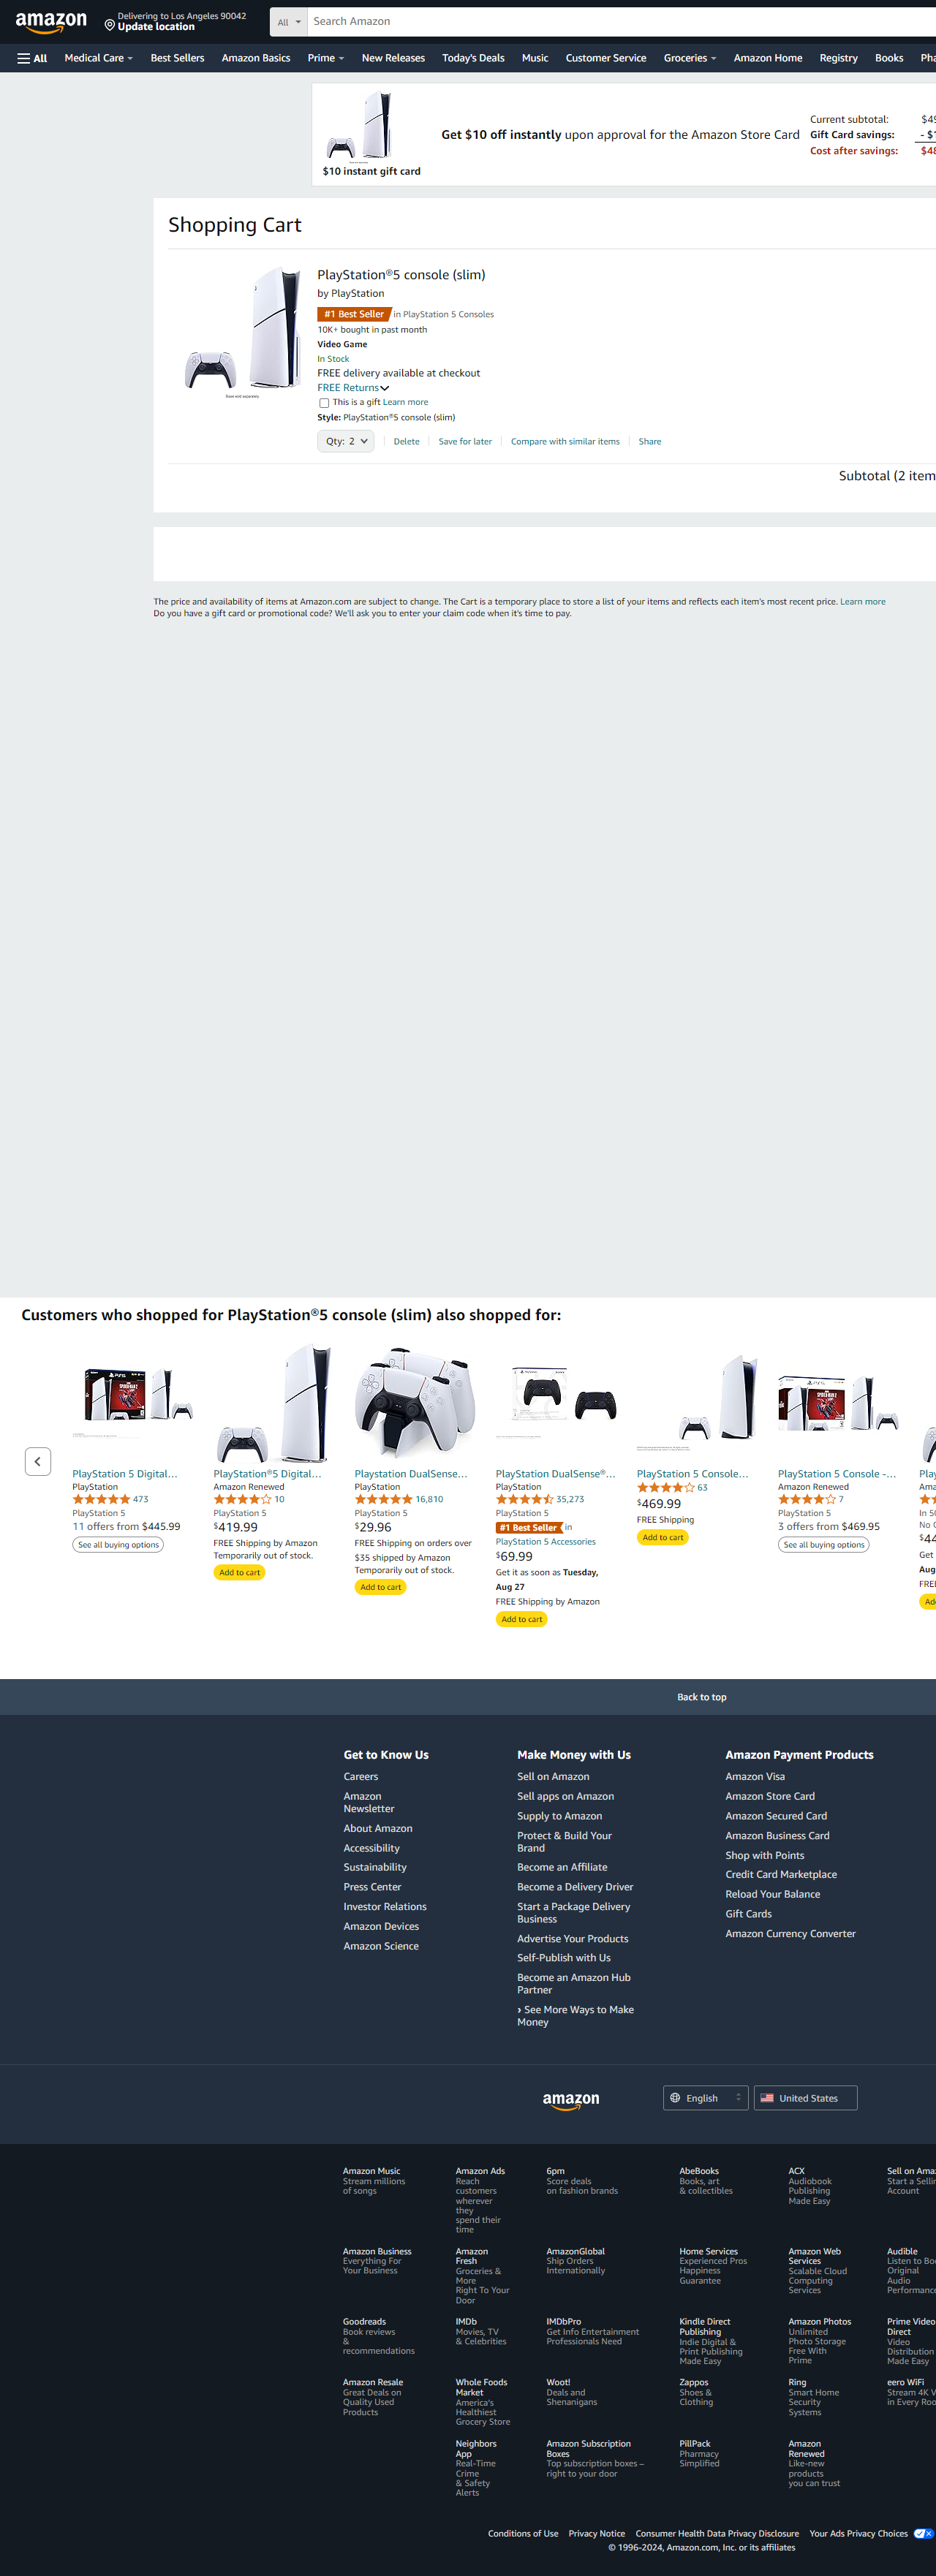 amazon
Delivering to Los Angeles 90042
Update location
All
Search Amazon
All
Medical Care
Best Sellers
Amazon Basics
Prime
New Releases
Today's Deals
Music
Customer Service
Groceries
Amazon Home
Registry
Books
Pha
$10 instant gift card
Get $10 off instantly upon approval for the Amazon Store Card
Current subtotal: $49
Gift Card savings: - $1
Cost after savings: $48
Shopping Cart
PlayStation®5 console (slim)
by PlayStation
#1 Best Seller in PlayStation 5 Consoles
10K+ bought in past month
Video Game
In Stock
FREE delivery available at checkout
FREE Returns
This is a gift Learn more
Style: PlayStation®5 console (slim)
Qty: 2
Delete
Save for later
Compare with similar items
Share
Subtotal (2 item
The price and availability of items at Amazon.com are subject to change. The Cart is a temporary place to store a list of your items and reflects each item's most recent price. Learn more
Do you have a gift card or promotional code? We'll ask you to enter your claim code when it's time to pay.
Customers who shopped for PlayStation®5 console (slim) also shopped for:
PlayStation 5 Digital…
PlayStation
473
PlayStation 5
11 offers from $445.99
See all buying options
PlayStation®5 Digital…
Amazon Renewed
10
PlayStation 5
$419.99
FREE Shipping by Amazon
Temporarily out of stock.
Add to cart
Playstation DualSense…
PlayStation
16,810
PlayStation 5
$29.96
FREE Shipping on orders over
$35 shipped by Amazon
Temporarily out of stock.
Add to cart
PlayStation DualSense®…
PlayStation
35,273
PlayStation 5
#1 Best Seller in
PlayStation 5 Accessories
$69.99
Get it as soon as Tuesday,
Aug 27
FREE Shipping by Amazon
Add to cart
PlayStation 5 Console…
63
$469.99
FREE Shipping
Add to cart
PlayStation 5 Console -…
Amazon Renewed
7
PlayStation 5
3 offers from $469.95
See all buying options
Play
Ama
In 50
No C
$44
Get
Aug
FREE
Ad
Back to top
Get to Know Us
Careers
Amazon
Newsletter
About Amazon
Accessibility
Sustainability
Press Center
Investor Relations
Amazon Devices
Amazon Science
Make Money with Us
Sell on Amazon
Sell apps on Amazon
Supply to Amazon
Protect & Build Your
Brand
Become an Affiliate
Become a Delivery Driver
Start a Package Delivery
Business
Advertise Your Products
Self-Publish with Us
Become an Amazon Hub
Partner
› See More Ways to Make
Money
Amazon Payment Products
Amazon Visa
Amazon Store Card
Amazon Secured Card
Amazon Business Card
Shop with Points
Credit Card Marketplace
Reload Your Balance
Gift Cards
Amazon Currency Converter
amazon
English
United States
Amazon Music
Stream millions
of songs
Amazon Ads
Reach
customers
wherever
they
spend their
time
6pm
Score deals
on fashion brands
AbeBooks
Books, art
& collectibles
ACX
Audiobook
Publishing
Made Easy
Sell on Ama
Start a Sellin
Account
Amazon Business
Everything For
Your Business
Amazon
Fresh
Groceries &
More
Right To Your
Door
AmazonGlobal
Ship Orders
Internationally
Home Services
Experienced Pros
Happiness
Guarantee
Amazon Web
Services
Scalable Cloud
Computing
Services
Audible
Listen to Boo
Original
Audio
Performance
Goodreads
Book reviews
&
recommendations
IMDb
Movies, TV
& Celebrities
IMDbPro
Get Info Entertainment
Professionals Need
Kindle Direct
Publishing
Indie Digital &
Print Publishing
Made Easy
Amazon Photos
Unlimited
Photo Storage
Free With
Prime
Prime Video
Direct
Video
Distribution
Made Easy
Amazon Resale
Great Deals on
Quality Used
Products
Whole Foods
Market
America's
Healthiest
Grocery Store
Woot!
Deals and
Shenanigans
Zappos
Shoes &
Clothing
Ring
Smart Home
Security
Systems
eero WiFi
Stream 4K V
in Every Roo
Neighbors
App
Real-Time
Crime
& Safety
Alerts
Amazon Subscription
Boxes
Top subscription boxes –
right to your door
PillPack
Pharmacy
Simplified
Amazon
Renewed
Like-new
products
you can trust
Conditions of Use
Privacy Notice
Consumer Health Data Privacy Disclosure
Your Ads Privacy Choices
© 1996-2024, Amazon.com, Inc. or its affiliates